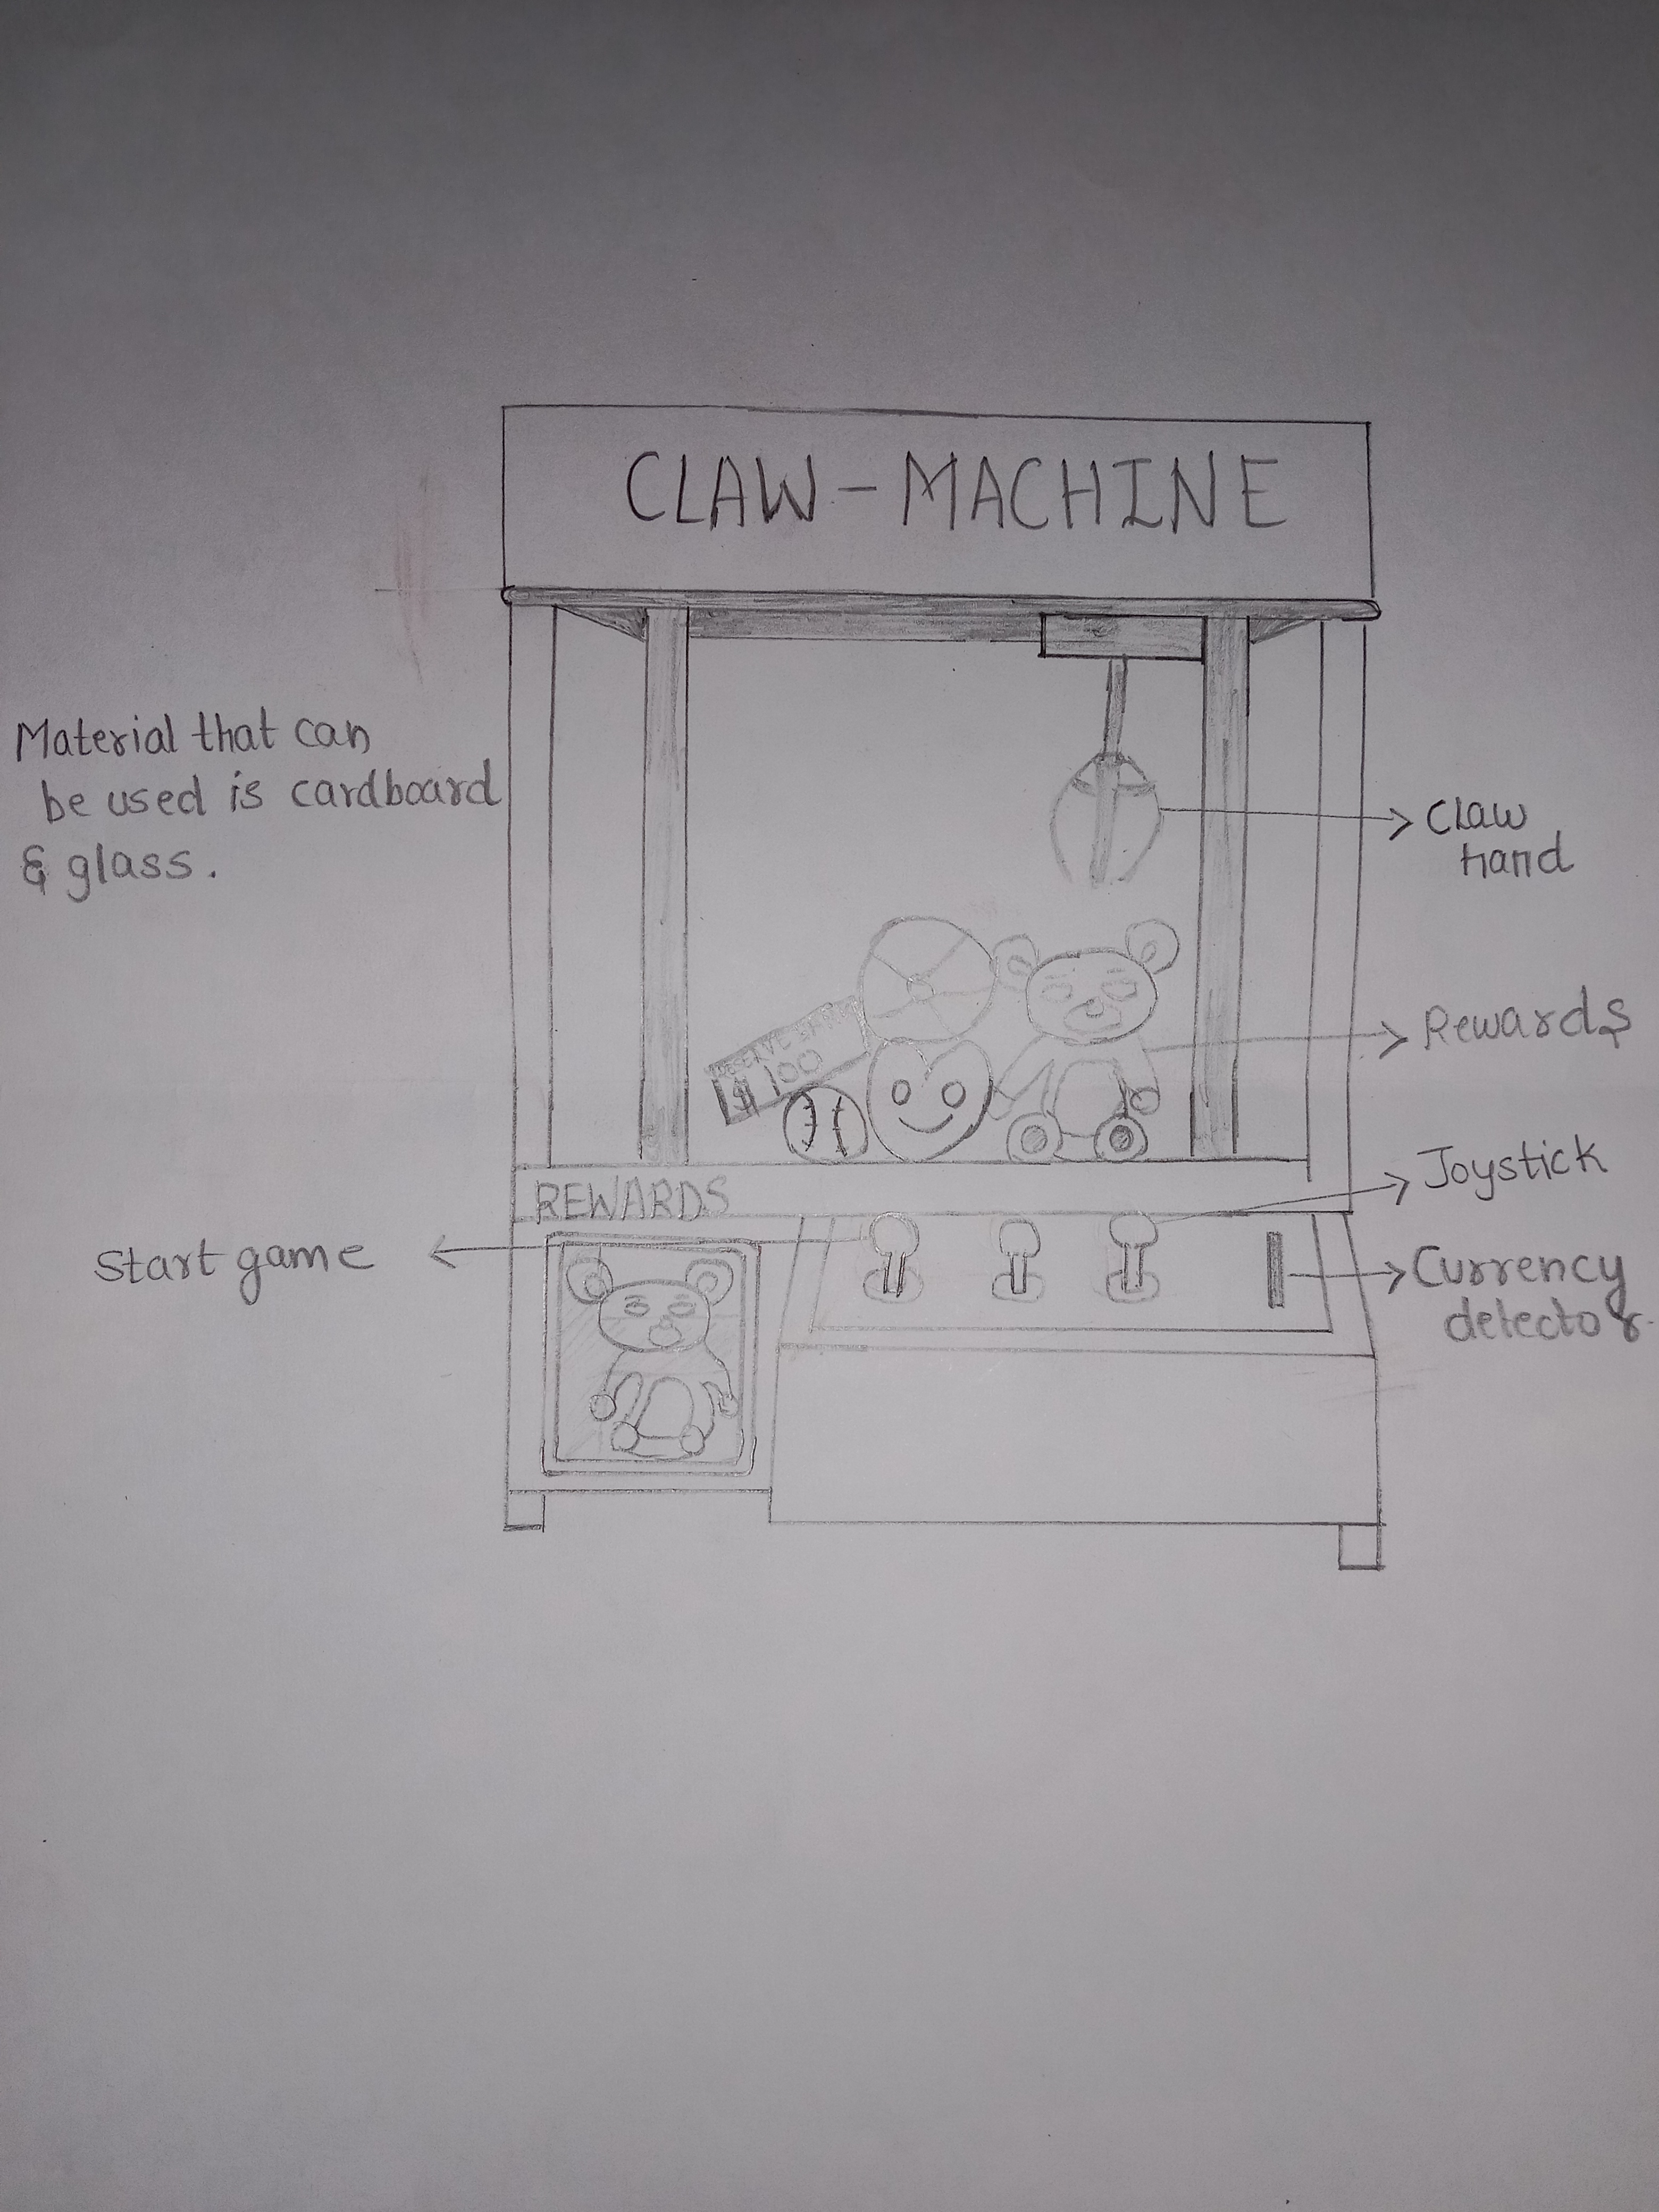 CLAW-MACHINE
Material that can
be used is cardboard
& glass.
Claw
hand
Rewards
RESERVE
$ 100
Joystick
REWARDS
Start game
Currency
detector